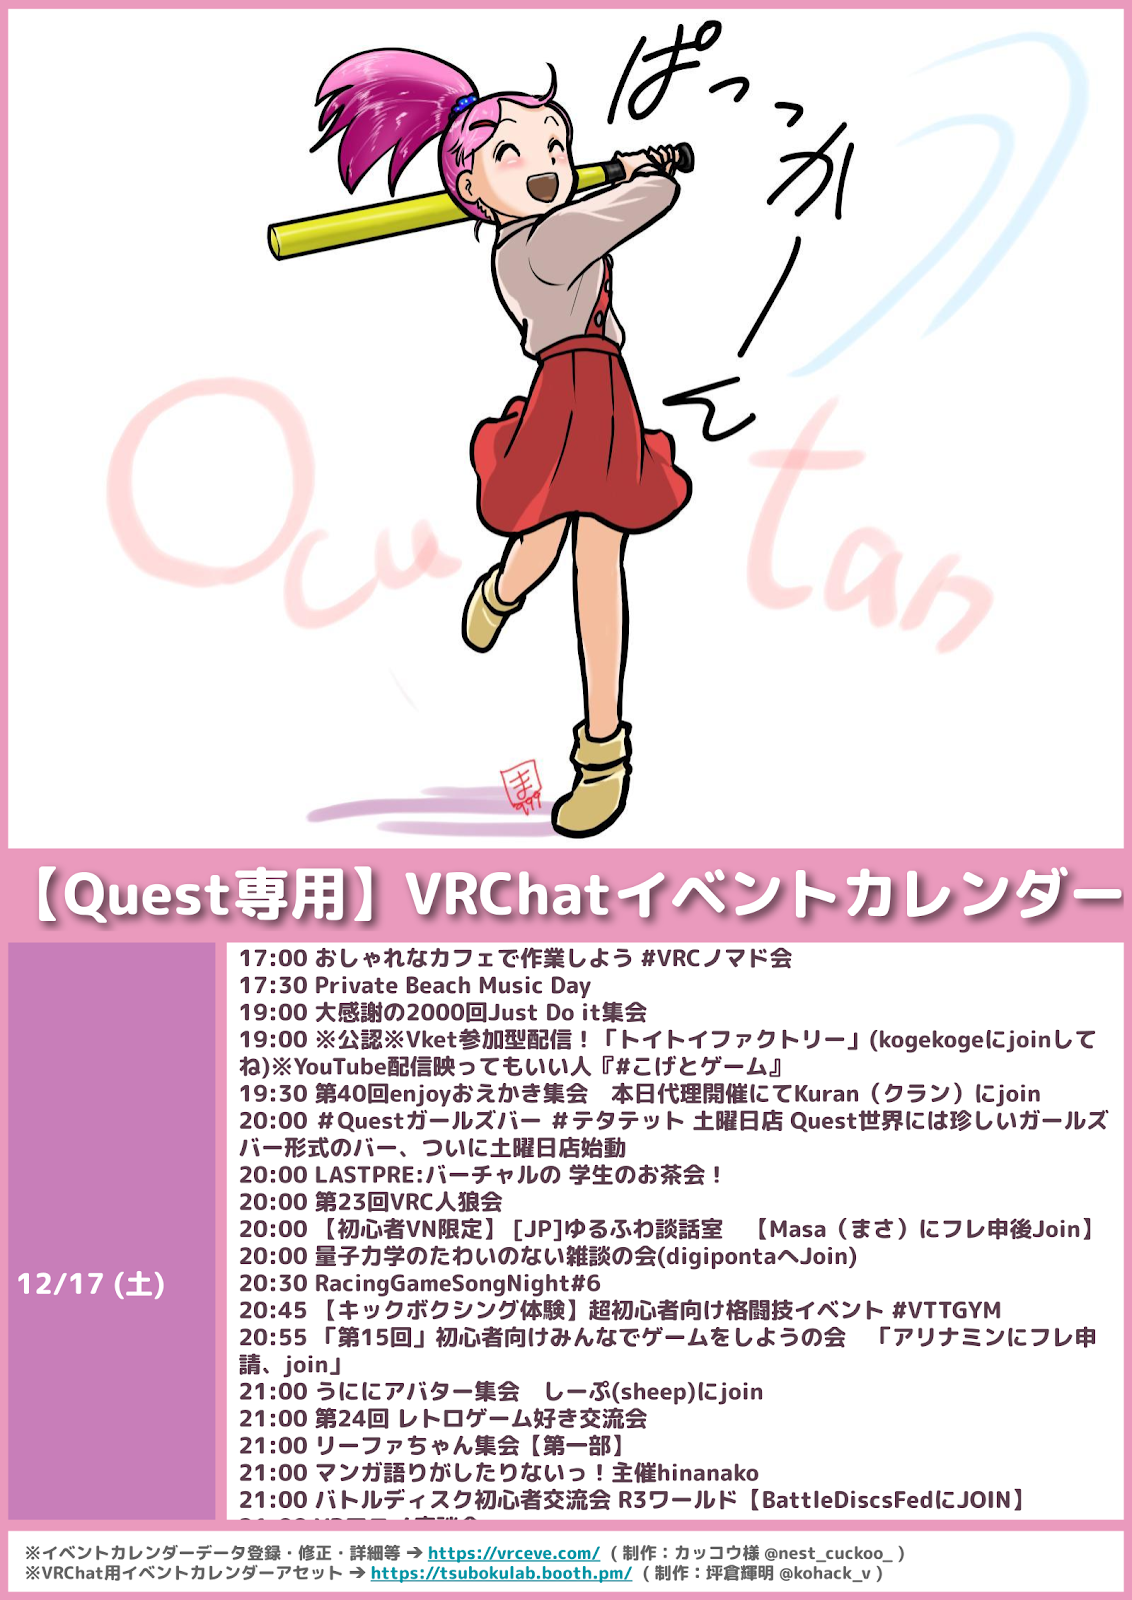 ぱっっかーん
Ocu tan
ま
999
【Quest専用】VRChatイベントカレンダー
12/17 (土)
17:00 おしゃれなカフェで作業しよう #VRCノマド会
17:30 Private Beach Music Day
19:00 大感謝の2000回Just Do it集会
19:00 ※公認※Vket参加型配信！「トイトイファクトリー」(kogekogeにjoinして
ね)※YouTube配信映ってもいい人『#こげとゲーム』
19:30 第40回enjoyおえかき集会　本日代理開催にてKuran（クラン）にjoin
20:00 ＃Questガールズバー ＃テタテット 土曜日店 Quest世界には珍しいガールズ
バー形式のバー、ついに土曜日店始動
20:00 LASTPRE:バーチャルの 学生のお茶会！
20:00 第23回VRC人狼会
20:00 【初心者VN限定】 [JP]ゆるふわ談話室　【Masa（まさ）にフレ申後Join】
20:00 量子力学のたわいのない雑談の会(digipontaへJoin)
20:30 RacingGameSongNight#6
20:45 【キックボクシング体験】超初心者向け格闘技イベント #VTTGYM
20:55 「第15回」初心者向けみんなでゲームをしようの会　「アリナミンにフレ申
請、join」
21:00 うににアバター集会　しーぷ(sheep)にjoin
21:00 第24回 レトロゲーム好き交流会
21:00 リーファちゃん集会【第一部】
21:00 マンガ語りがしたりないっ！主催hinanako
21:00 バトルディスク初心者交流会 R3ワールド【BattleDiscsFedにJOIN】
※イベントカレンダーデータ登録・修正・詳細等 ➔ https://vrceve.com/ ( 制作：カッコウ様 @nest_cuckoo_ )
※VRChat用イベントカレンダーアセット ➔ https://tsubokulab.booth.pm/ ( 制作：坪倉輝明 @kohack_v )